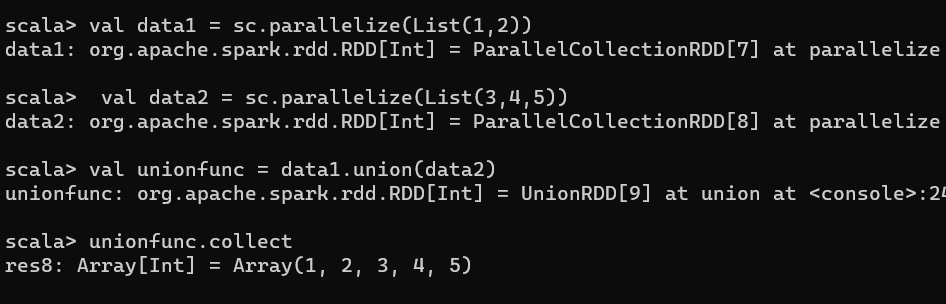 scala> val data1 = sc.parallelize(List(1,2))
data1: org.apache.spark.rdd.RDD[Int] = ParallelCollectionRDD[7] at parallelize
scala>  val data2 = sc.parallelize(List(3,4,5))
data2: org.apache.spark.rdd.RDD[Int] = ParallelCollectionRDD[8] at parallelize
scala> val unionfunc = data1.union(data2)
unionfunc: org.apache.spark.rdd.RDD[Int] = UnionRDD[9] at union at <console>:24
scala> unionfunc.collect
res8: Array[Int] = Array(1, 2, 3, 4, 5)